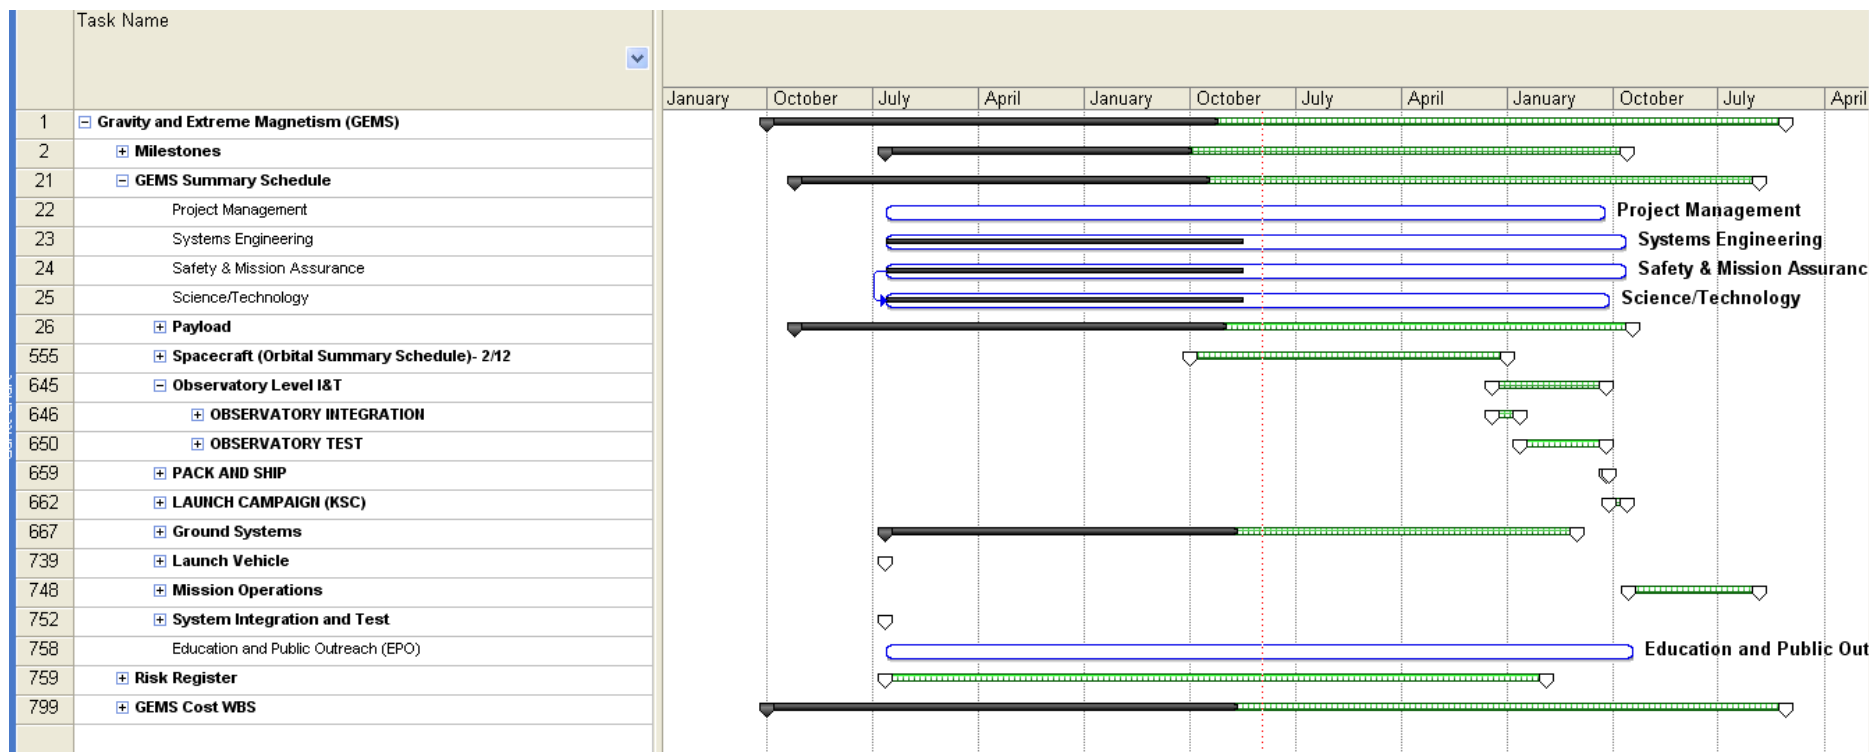 Task Name
January October July April January October July April January October July April
1 Gravity and Extreme Magnetism (GEMS)
2 Milestones
21 GEMS Summary Schedule
22 Project Management Project Management
23 Systems Engineering Systems Engineering
24 Safety & Mission Assurance Safety & Mission Assuranc
25 Science/Technology Science/Technology
26 Payload
555 Spacecraft (Orbital Summary Schedule)- 2/12
645 Observatory Level I&T
646 OBSERVATORY INTEGRATION
650 OBSERVATORY TEST
659 PACK AND SHIP
662 LAUNCH CAMPAIGN (KSC)
667 Ground Systems
739 Launch Vehicle
748 Mission Operations
752 System Integration and Test
758 Education and Public Outreach (EPO) Education and Public Out
759 Risk Register
799 GEMS Cost WBS